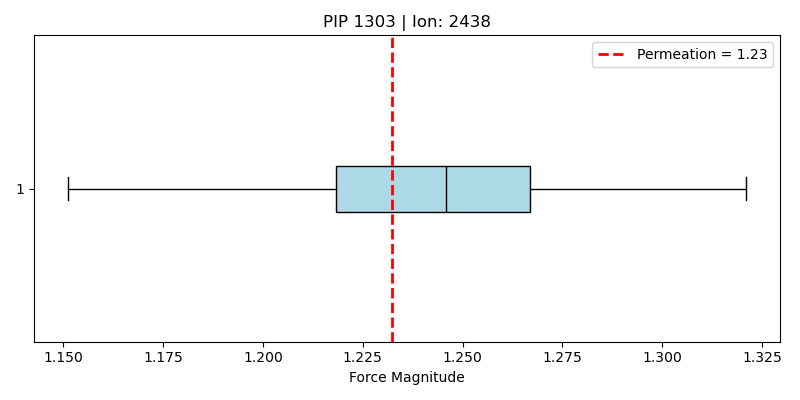 PIP 1303 | Ion: 2438
Permeation = 1.23
1
1.150 1.175 1.200 1.225 1.250 1.275 1.300 1.325
Force Magnitude